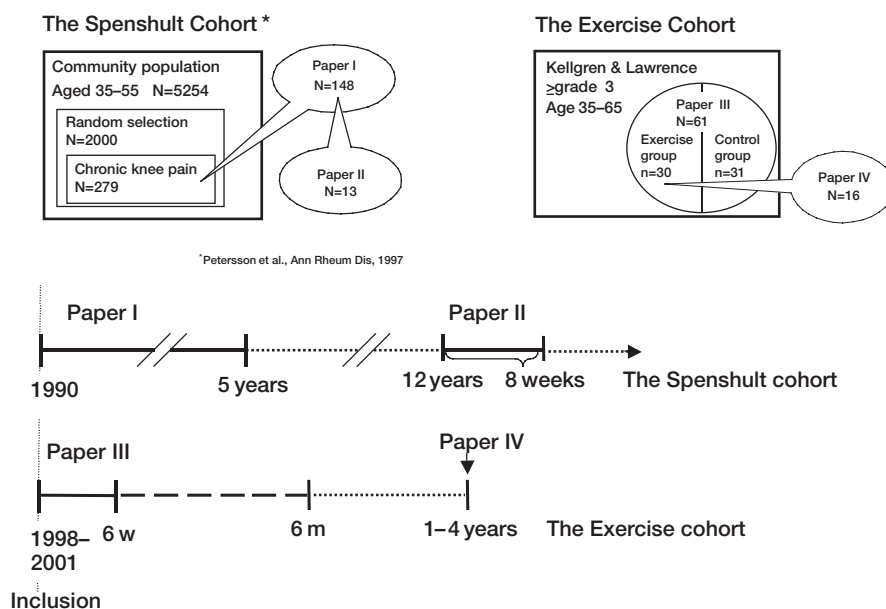 The Spenshult Cohort *
Community population
Aged 35–55 N=5254
Random selection
N=2000
Chronic knee pain
N=279
Paper I
N=148
Paper II
N=13
The Exercise Cohort
Kellgren & Lawrence
≥grade 3
Age 35–65
Paper III
N=61
Exercise
group
n=30
Control
group
n=31
Paper IV
N=16
*Petersson et al., Ann Rheum Dis, 1997
Paper I
Paper II
1990
5 years
12 years
8 weeks
The Spenshult cohort
Paper III
Paper IV
1998–
2001
6 w
6 m
1–4 years
The Exercise cohort
Inclusion